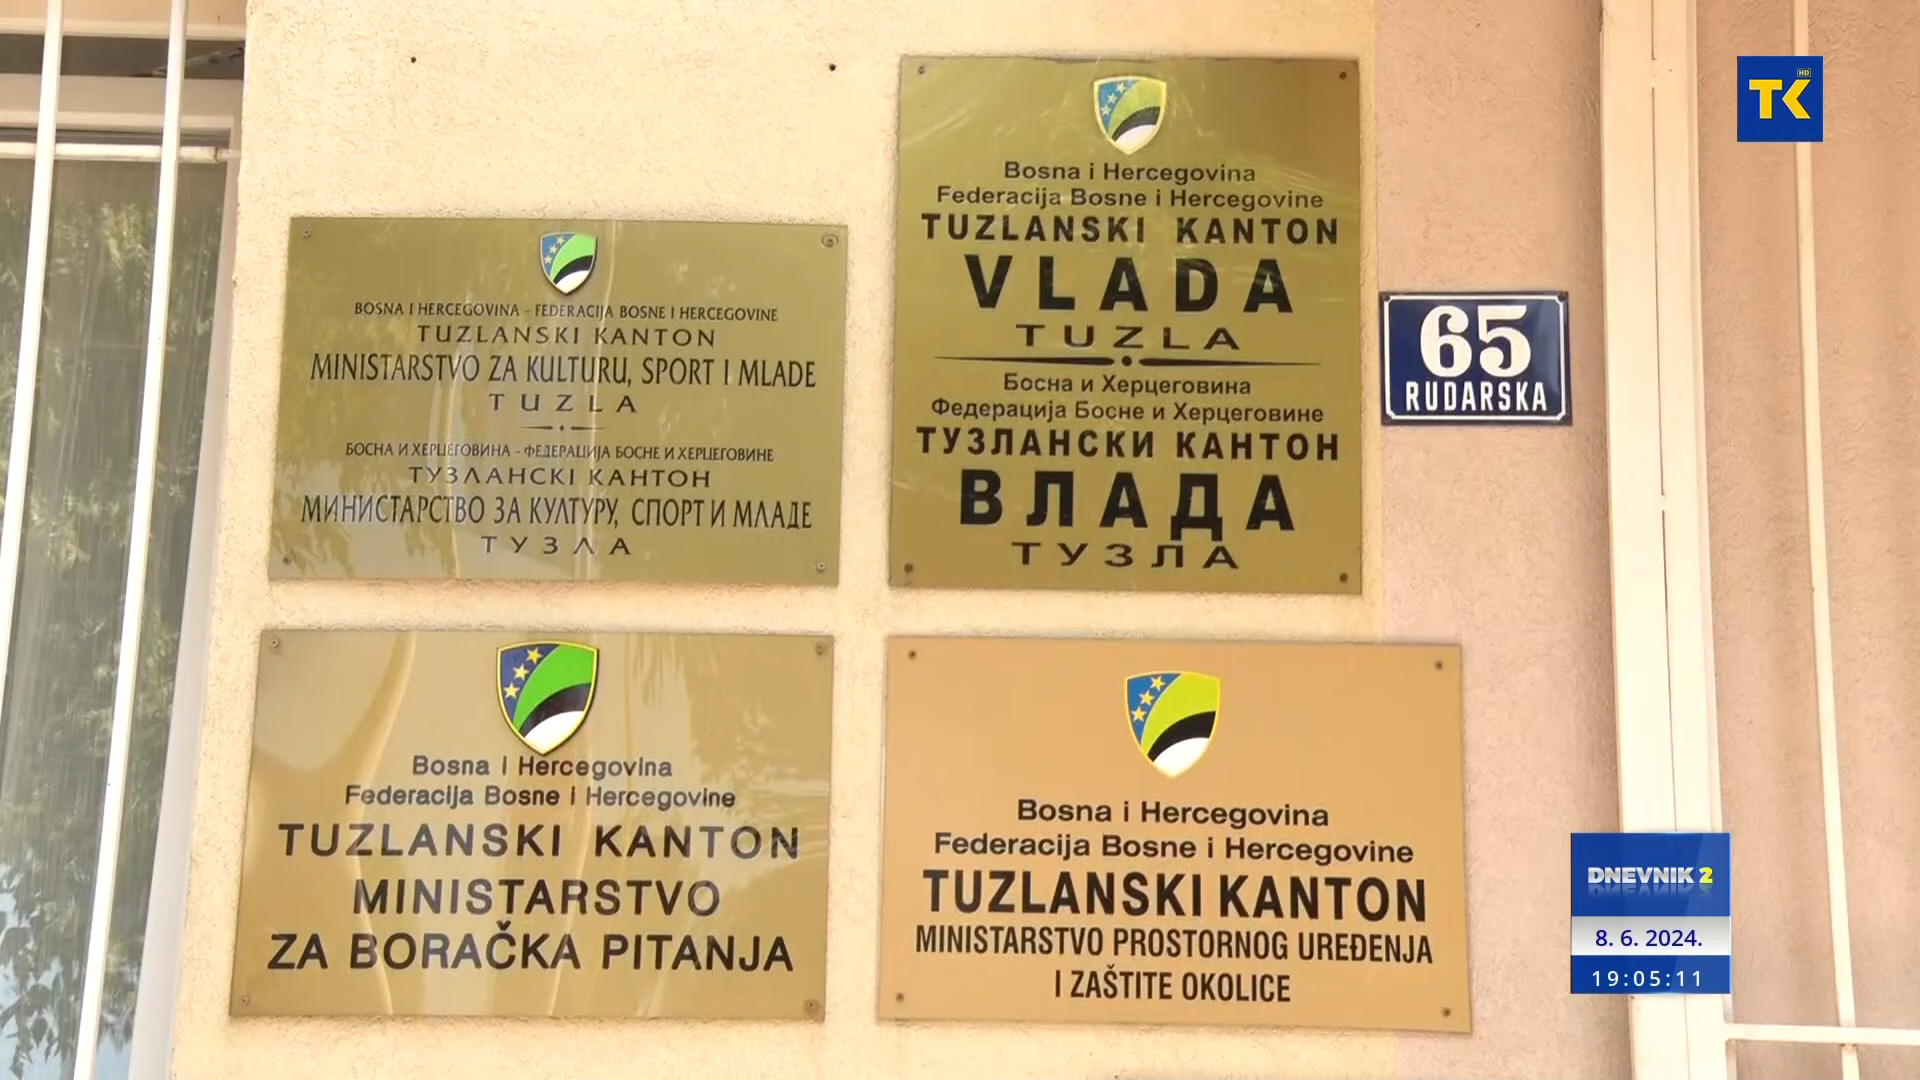 BOSNA I HERCEGOVINA - FEDERACIJA BOSNE I HERCEGOVINE
TUZLANSKI KANTON
MINISTARSTVO ZA KULTURU, SPORT I MLADE
TUZLA
БОСНА И ХЕРЦЕГОВИНА - ФЕДЕРАЦИЈА БОСНЕ И ХЕРЦЕГОВИНЕ
ТУЗЛАНСКІ КАНТОН
МИНИСТАРСТВО ЗА КУЛТУРУ, СПОРТ И МЛАДЕ
ТУЗЛА
Bosna i Hercegovina
Federacija Bosne i Hercegovine
TUZLANSKI KANTON
VLADA
TUZLA
Босна и Херцеговина
Федерација Босне и Херцеговине
ТУЗЛАНСКИ КАНТОН
ВЛАДА
ТУЗЛА
65
RUDARSKA
TK HD
Bosna i Hercegovina
Federacija Bosne i Hercegovine
TUZLANSKI KANTON
MINISTARSTVO
ZA BORAČKA PITANJA
Bosna i Hercegovina
Federacija Bosne i Hercegovine
TUZLANSKI KANTON
MINISTARSTVO PROSTORNOG UREĐENJA
I ZAŠTITE OKOLICE
DNEVNIK 2
8. 6. 2024.
19:05:11